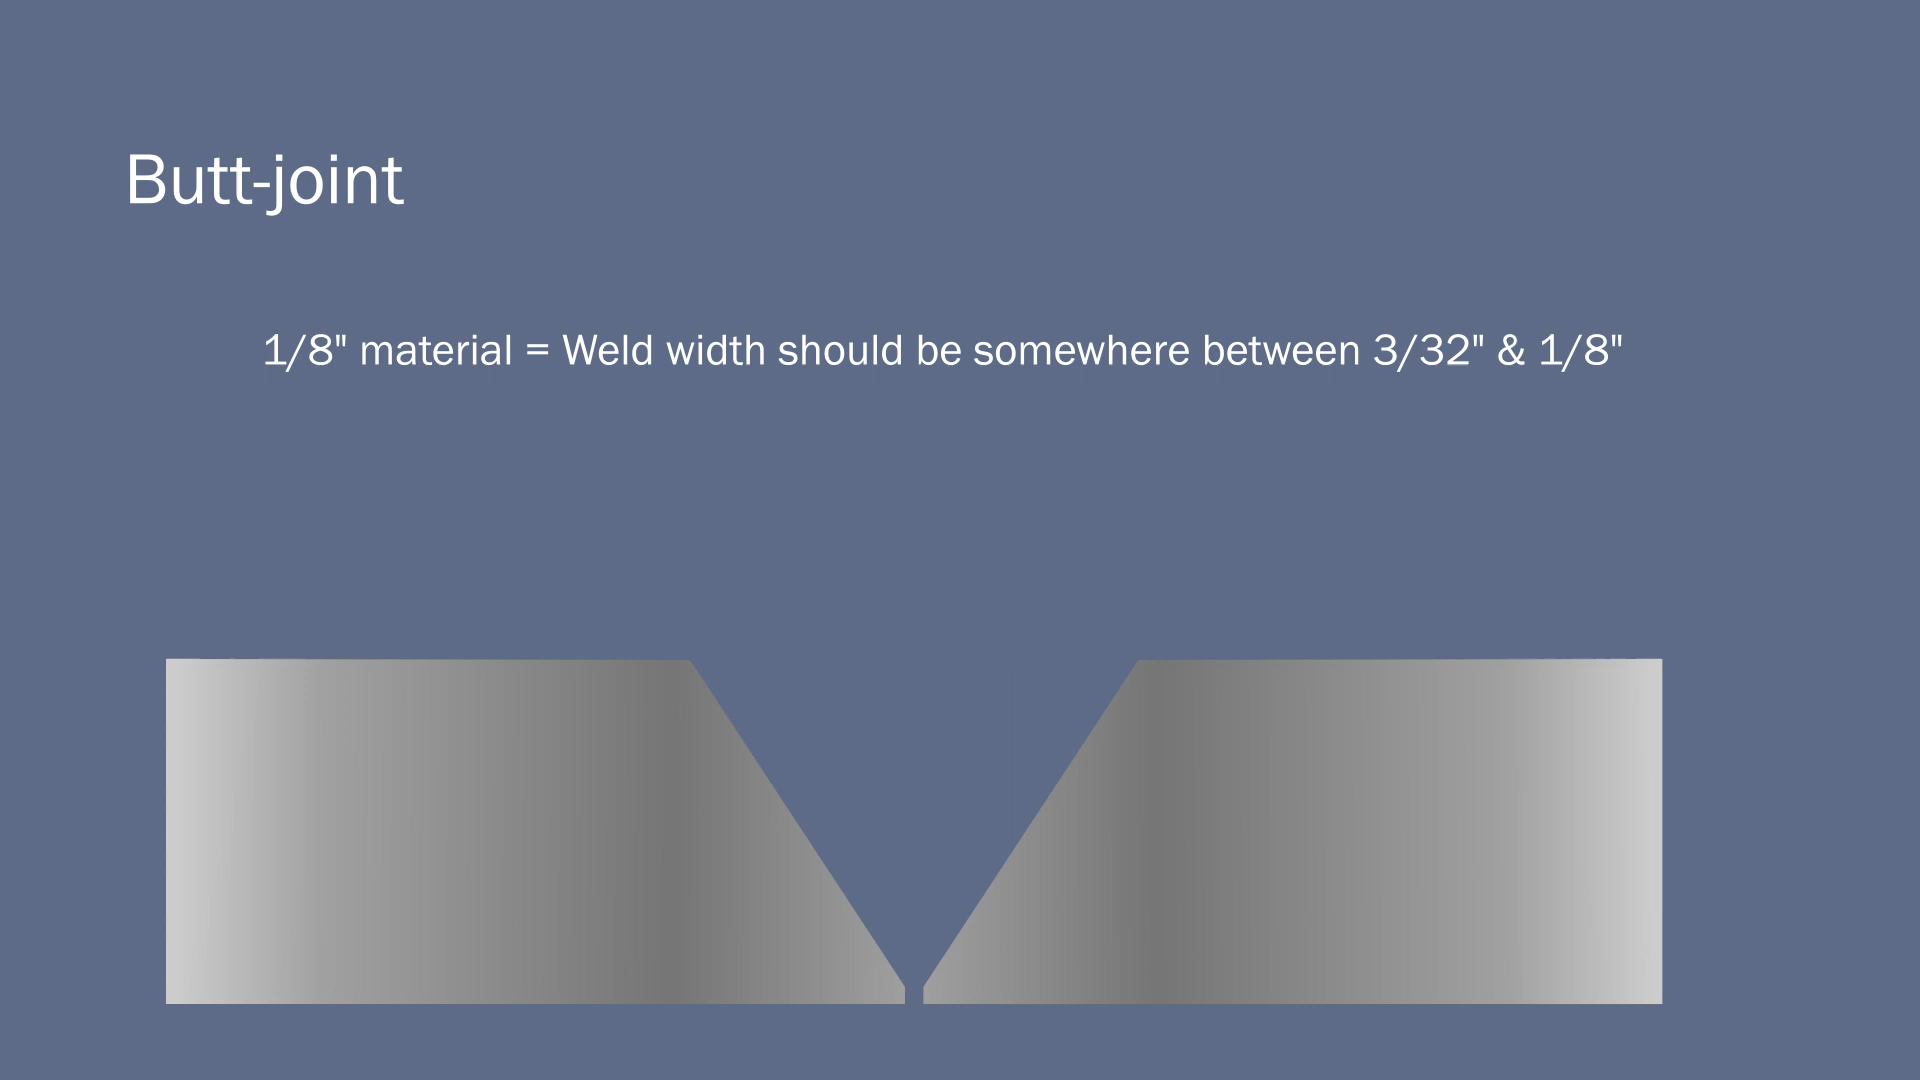 Butt-joint
1/8" material = Weld width should be somewhere between 3/32" & 1/8"